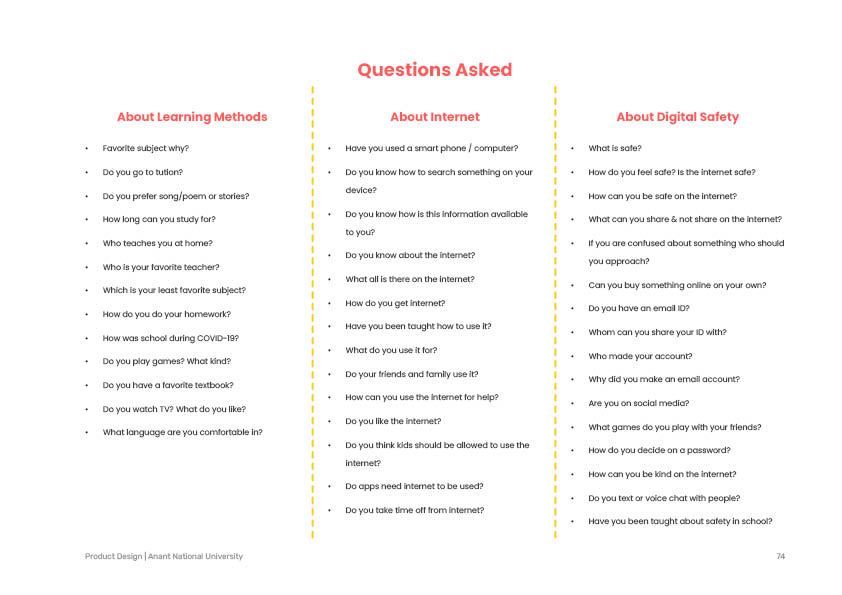 Questions Asked
About Learning Methods
• Favorite subject why?
• Do you go to tution?
• Do you prefer song/poem or stories?
• How long can you study for?
• Who teaches you at home?
• Who is your favorite teacher?
• Which is your least favorite subject?
• How do you do your homework?
• How was school during COVID-19?
• Do you play games? What kind?
• Do you have a favorite textbook?
• Do you watch TV? What do you like?
• What language are you comfortable in?
About Internet
• Have you used a smart phone / computer?
• Do you know how to search something on your
device?
• Do you know how is this information available
to you?
• Do you know about the internet?
• What all is there on the internet?
• How do you get internet?
• Have you been taught how to use it?
• What do you use it for?
• Do your friends and family use it?
• How can you use the internet for help?
• Do you like the internet?
• Do you think kids should be allowed to use the
internet?
• Do apps need internet to be used?
• Do you take time off from internet?
About Digital Safety
• What is safe?
• How do you feel safe? Is the internet safe?
• How can you be safe on the internet?
• What can you share & not share on the internet?
• If you are confused about something who should
you approach?
• Can you buy something online on your own?
• Do you have an email ID?
• Whom can you share your ID with?
• Who made your account?
• Why did you make an email account?
• Are you on social media?
• What games do you play with your friends?
• How do you decide on a password?
• How can you be kind on the internet?
• Do you text or voice chat with people?
• Have you been taught about safety in school?
Product Design | Anant National University
74